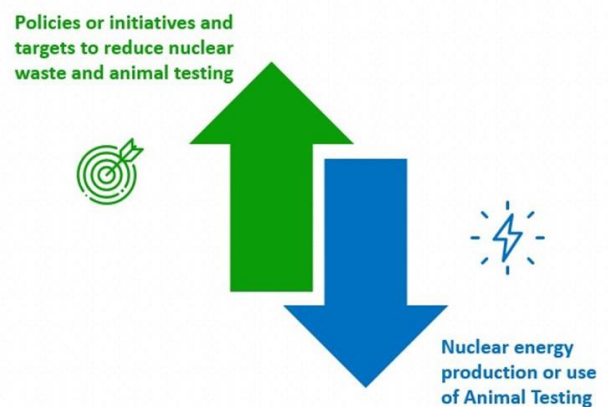 Policies or initiatives and
targets to reduce nuclear
waste and animal testing
Nuclear energy
production or use
of Animal Testing